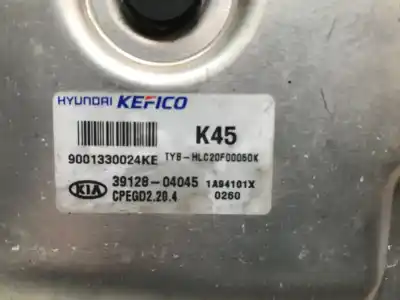 HYUNDAI KEFICO
K45
9001330024KE TYB-HLC20F00060K
KIA 39128-04045 1A94101X
CPEGD2.20.4 0260